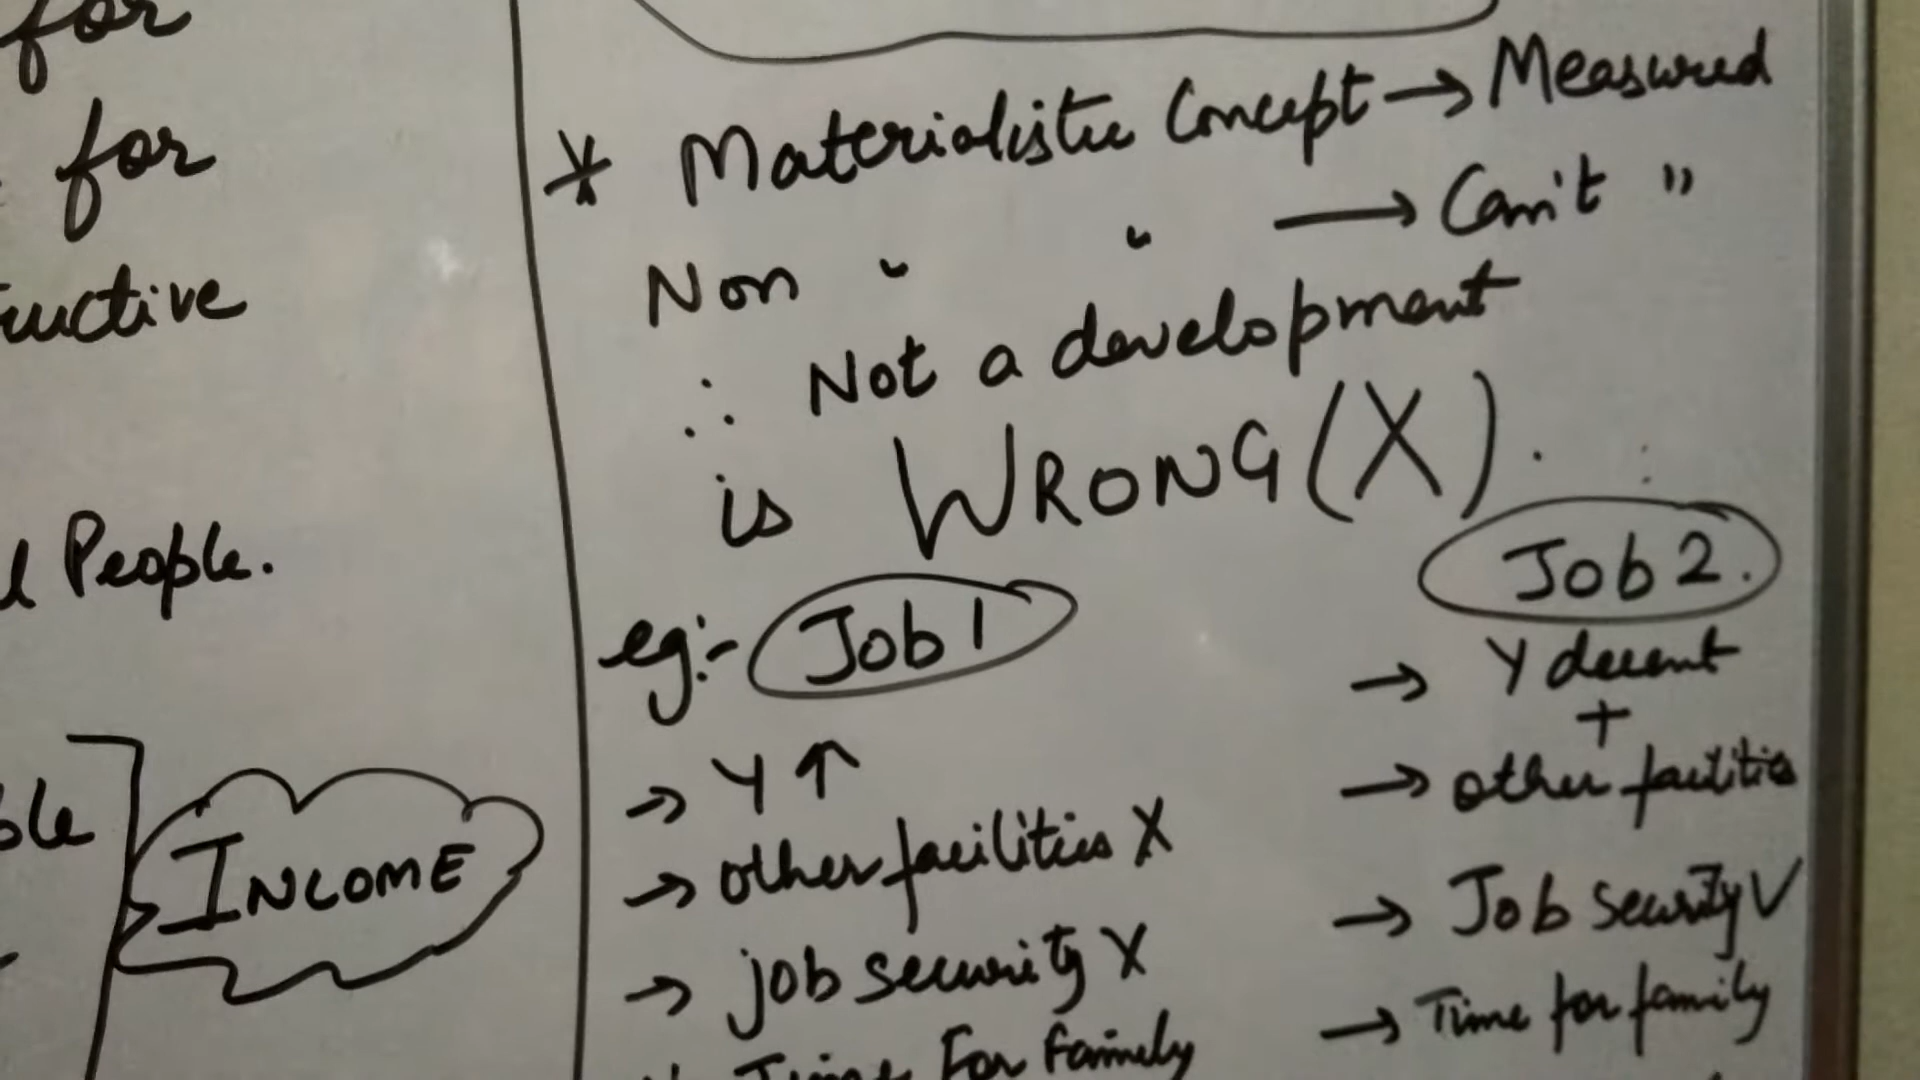 for
for
uctive
l People.
ble
INCOME
* Materialistic Concept → Measured
Non " " → Can't "
∴ Not a development
is WRONG (X).
eg:- Job 1
→ Y ↑
→ other facilities X
→ job security X
Time For Family
Job 2.
→ Y decent
+
→ other facilities
→ Job security ✓
→ Time for family